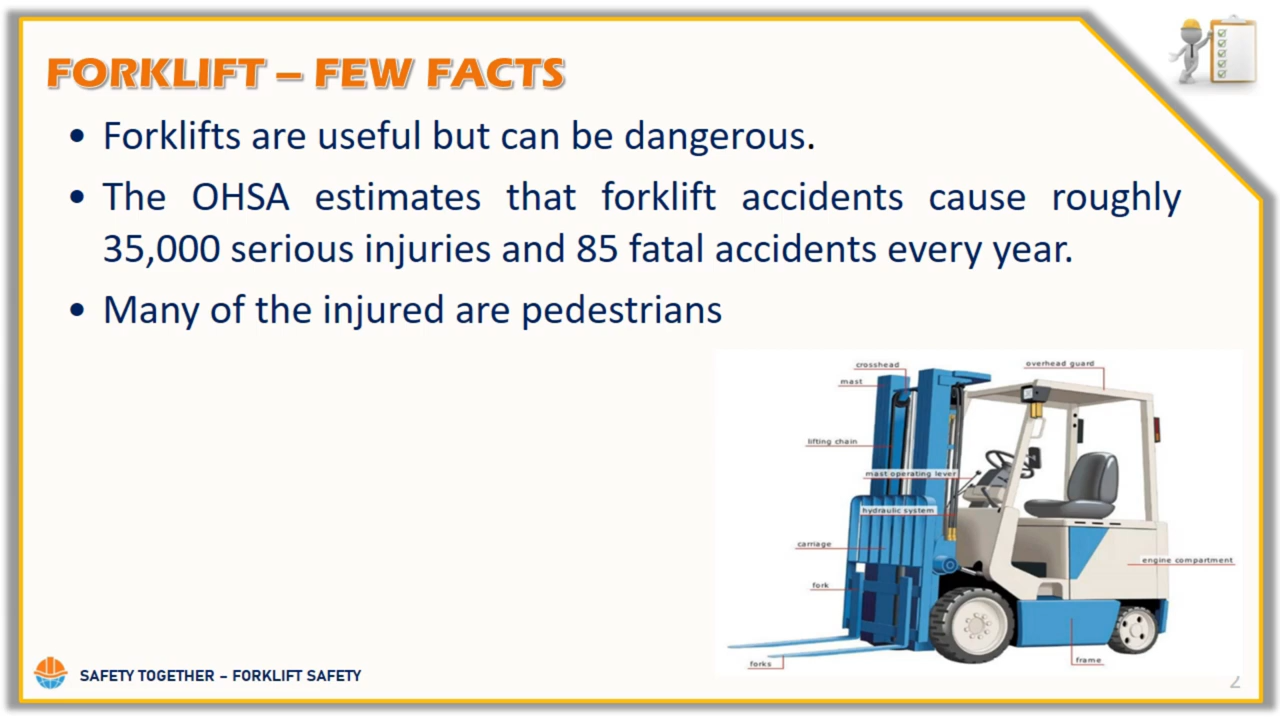 FORKLIFT – FEW FACTS
• Forklifts are useful but can be dangerous.
• The OHSA estimates that forklift accidents cause roughly
35,000 serious injuries and 85 fatal accidents every year.
• Many of the injured are pedestrians
crosshead
overhead guard
mast
lifting chain
mast operating lever
hydraulic system
carriage
engine compartment
fork
forks
frame
SAFETY TOGETHER – FORKLIFT SAFETY
2